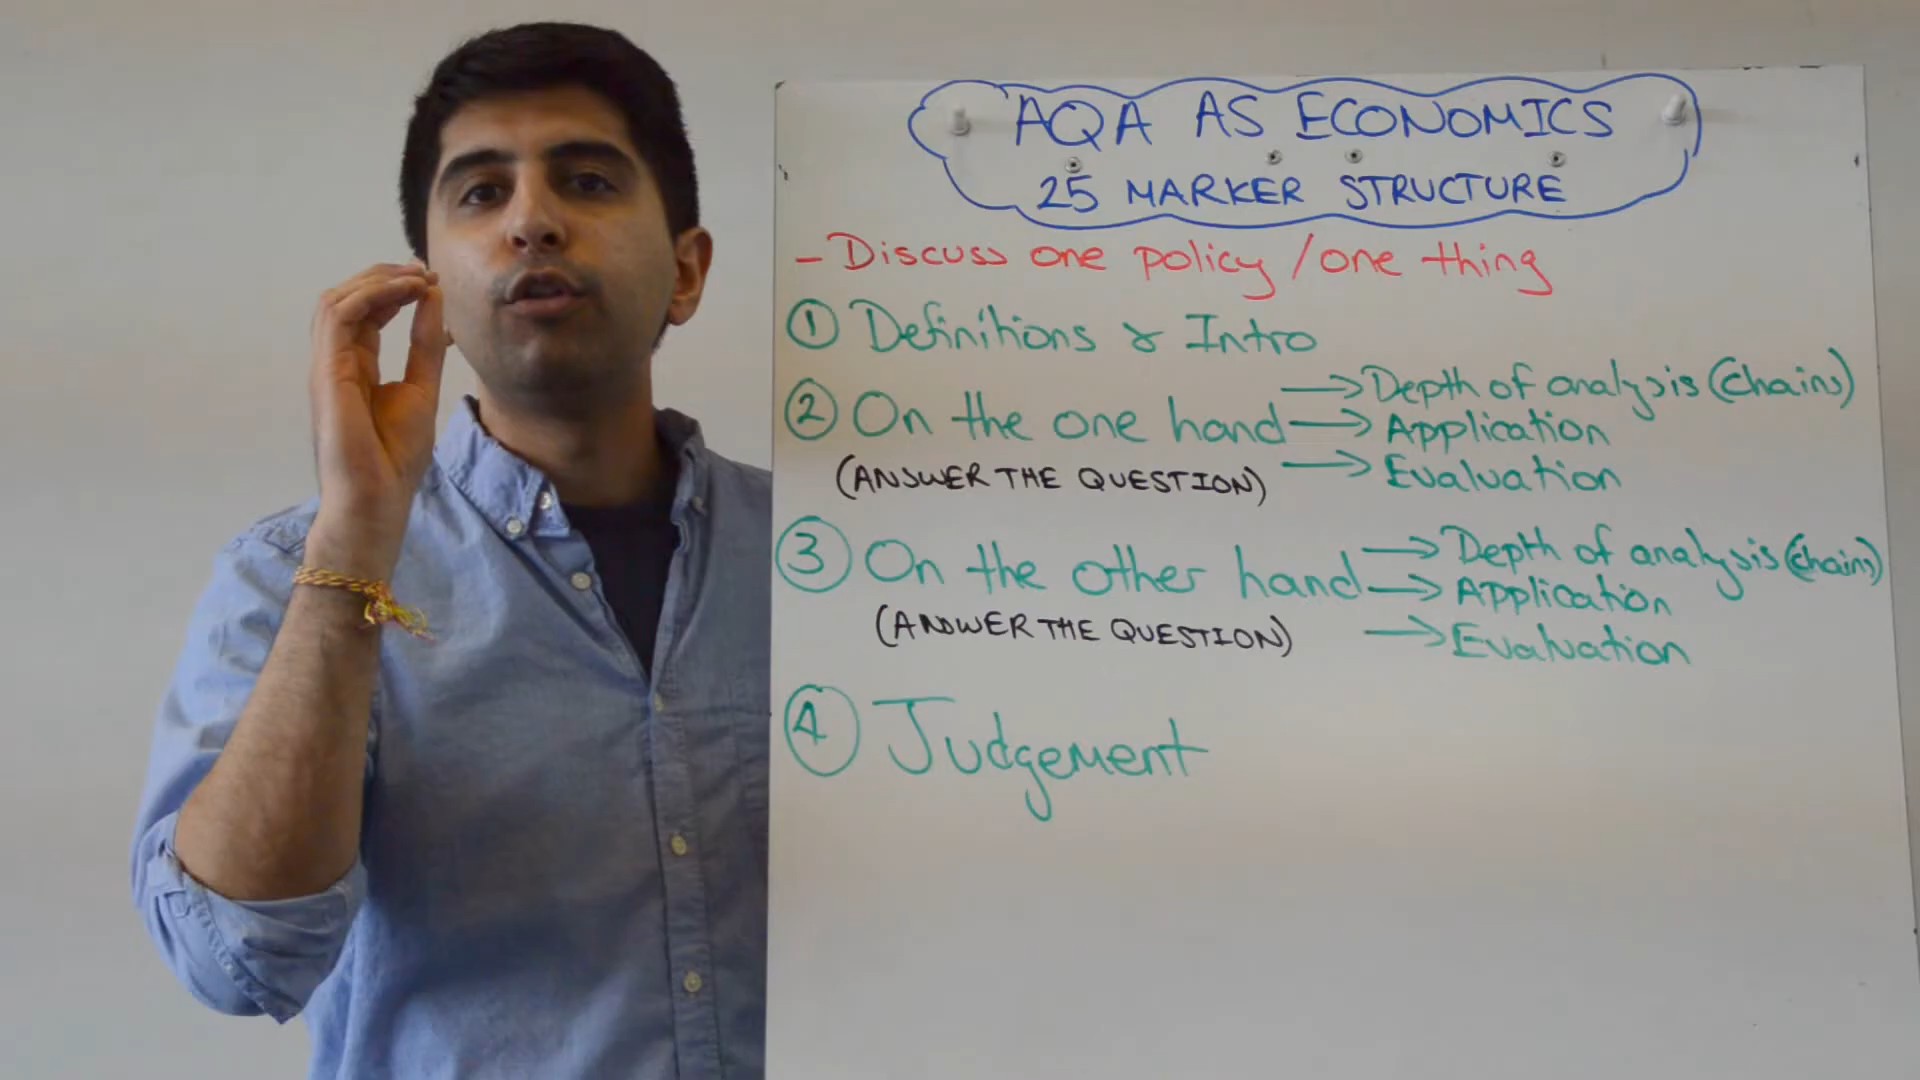 AQA AS ECONOMICS
25 MARKER STRUCTURE
- Discuss one policy / one thing
① Definitions & Intro
② On the one hand → Depth of analysis (chains)
→ Application
(ANSWER THE QUESTION) → Evaluation
③ On the other hand → Depth of analysis (chains)
→ Application
(ANSWER THE QUESTION) → Evaluation
④ Judgement